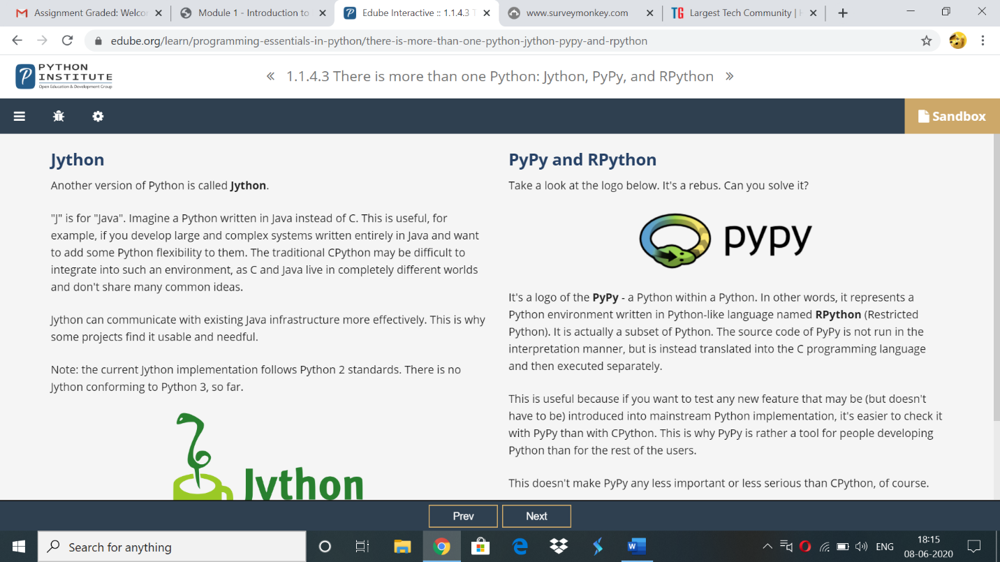 Assignment Graded: Welco
Module 1 - Introduction to
Edube Interactive :: 1.1.4.3 T
www.surveymonkey.com
TG Largest Tech Community | H
edube.org/learn/programming-essentials-in-python/there-is-more-than-one-python-jython-pypy-and-rpython
PYTHON
INSTITUTE
Open Education & Development Group
« 1.1.4.3 There is more than one Python: Jython, PyPy, and RPython »
Sandbox
Jython
Another version of Python is called Jython.
"J" is for "Java". Imagine a Python written in Java instead of C. This is useful, for
example, if you develop large and complex systems written entirely in Java and want
to add some Python flexibility to them. The traditional CPython may be difficult to
integrate into such an environment, as C and Java live in completely different worlds
and don't share many common ideas.
Jython can communicate with existing Java infrastructure more effectively. This is why
some projects find it usable and needful.
Note: the current Jython implementation follows Python 2 standards. There is no
Jython conforming to Python 3, so far.
Jython
PyPy and RPython
Take a look at the logo below. It's a rebus. Can you solve it?
pypy
It's a logo of the PyPy - a Python within a Python. In other words, it represents a
Python environment written in Python-like language named RPython (Restricted
Python). It is actually a subset of Python. The source code of PyPy is not run in the
interpretation manner, but is instead translated into the C programming language
and then executed separately.
This is useful because if you want to test any new feature that may be (but doesn't
have to be) introduced into mainstream Python implementation, it's easier to check it
with PyPy than with CPython. This is why PyPy is rather a tool for people developing
Python than for the rest of the users.
This doesn't make PyPy any less important or less serious than CPython, of course.
Prev
Next
Search for anything
ENG
18:15
08-06-2020